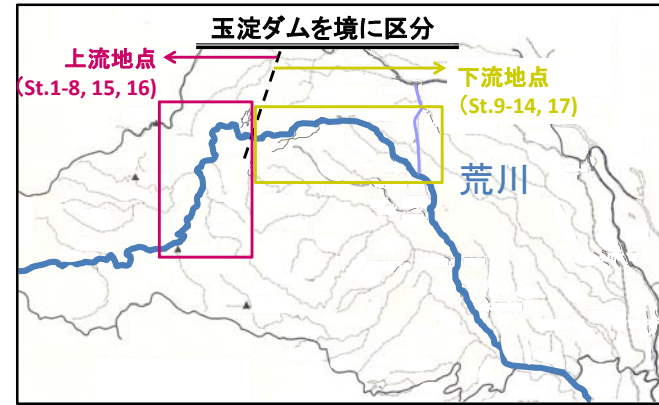 玉淀ダムを境に区分
上流地点
(St.1-8, 15, 16)
下流地点
(St.9-14, 17)
荒川